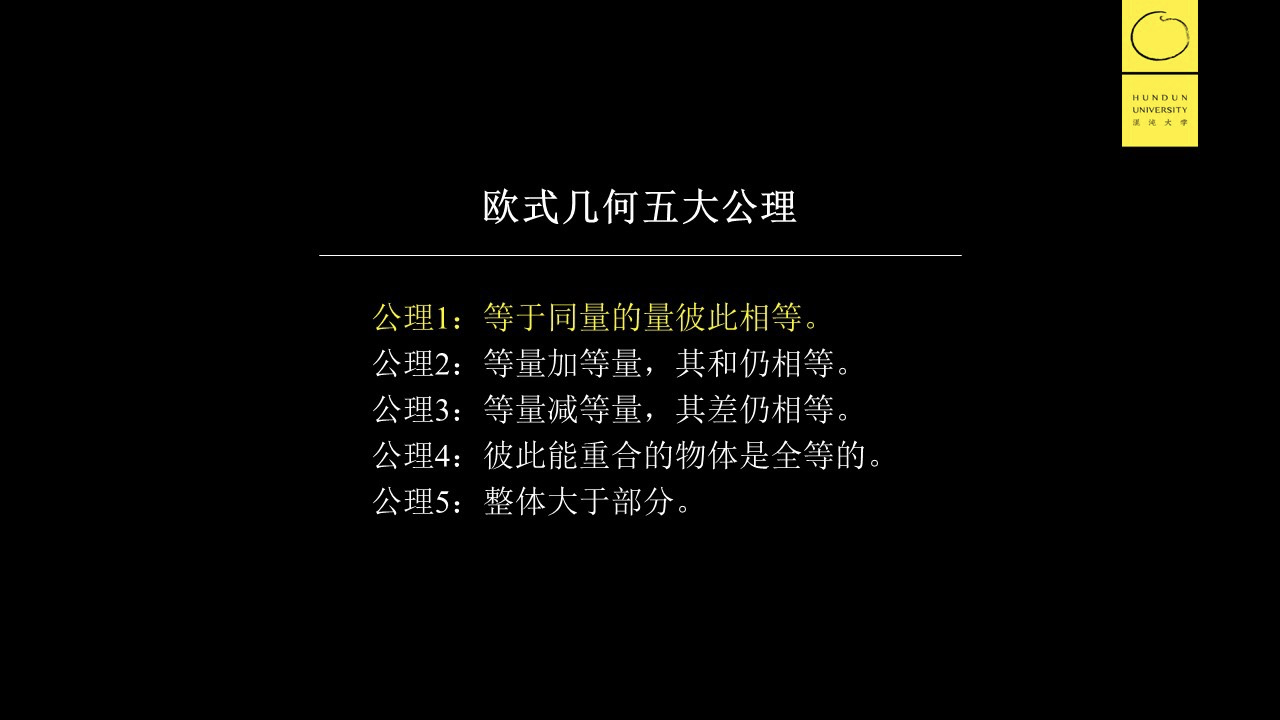 HUNDUN
UNIVERSITY
混沌大学
欧式几何五大公理
公理1：等于同量的量彼此相等。
公理2：等量加等量，其和仍相等。
公理3：等量减等量，其差仍相等。
公理4：彼此能重合的物体是全等的。
公理5：整体大于部分。